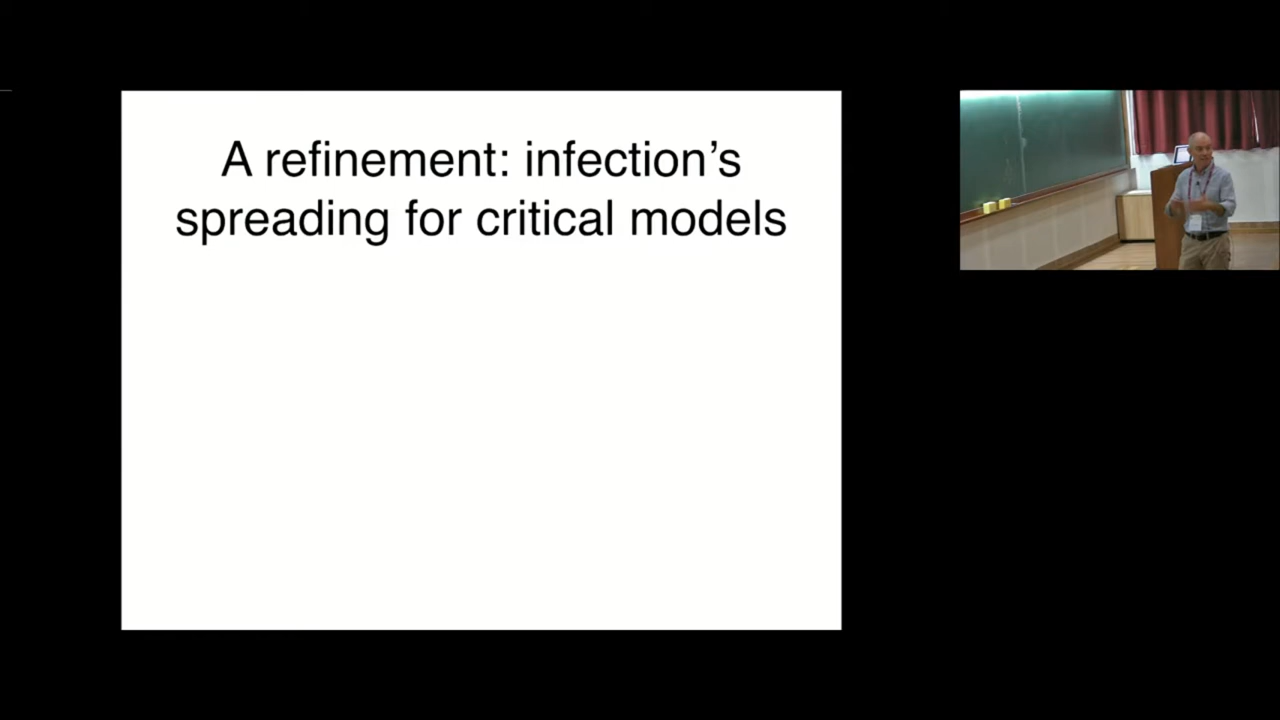 A refinement: infection’s
spreading for critical models